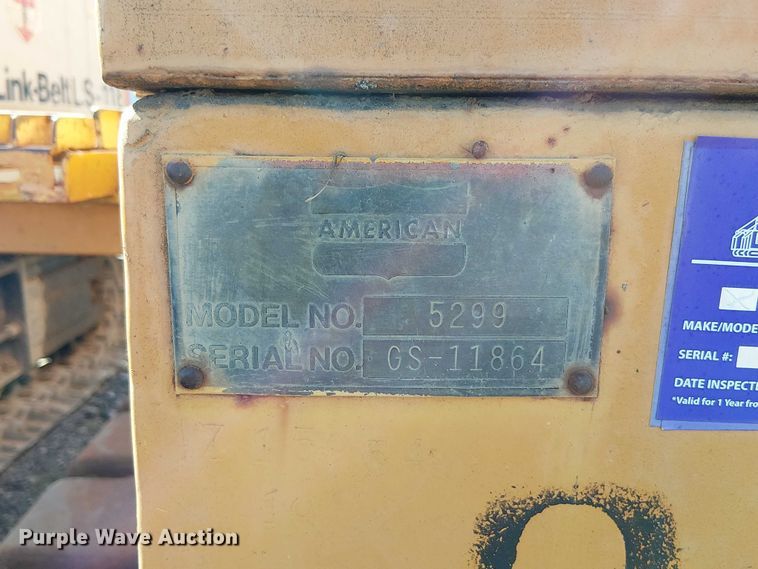 Link-Belt LS
AMERICAN
MODEL NO. 5299
SERIAL NO. GS-11864
MAKE/MODE
SERIAL #:
DATE INSPECT
*Valid for 1 Year fro
Purple Wave Auction